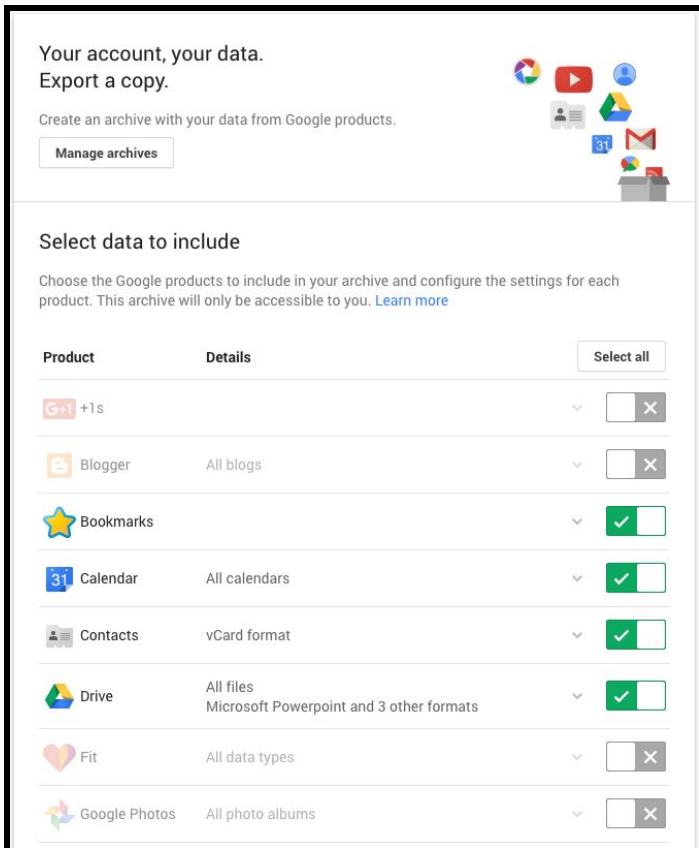 Your account, your data.
Export a copy.
Create an archive with your data from Google products.
Manage archives
31
Select data to include
Choose the Google products to include in your archive and configure the settings for each
product. This archive will only be accessible to you. Learn more
Product Details Select all
G+1 +1s
Blogger All blogs
Bookmarks
31 Calendar All calendars
Contacts vCard format
Drive All files
Microsoft Powerpoint and 3 other formats
Fit All data types
Google Photos All photo albums